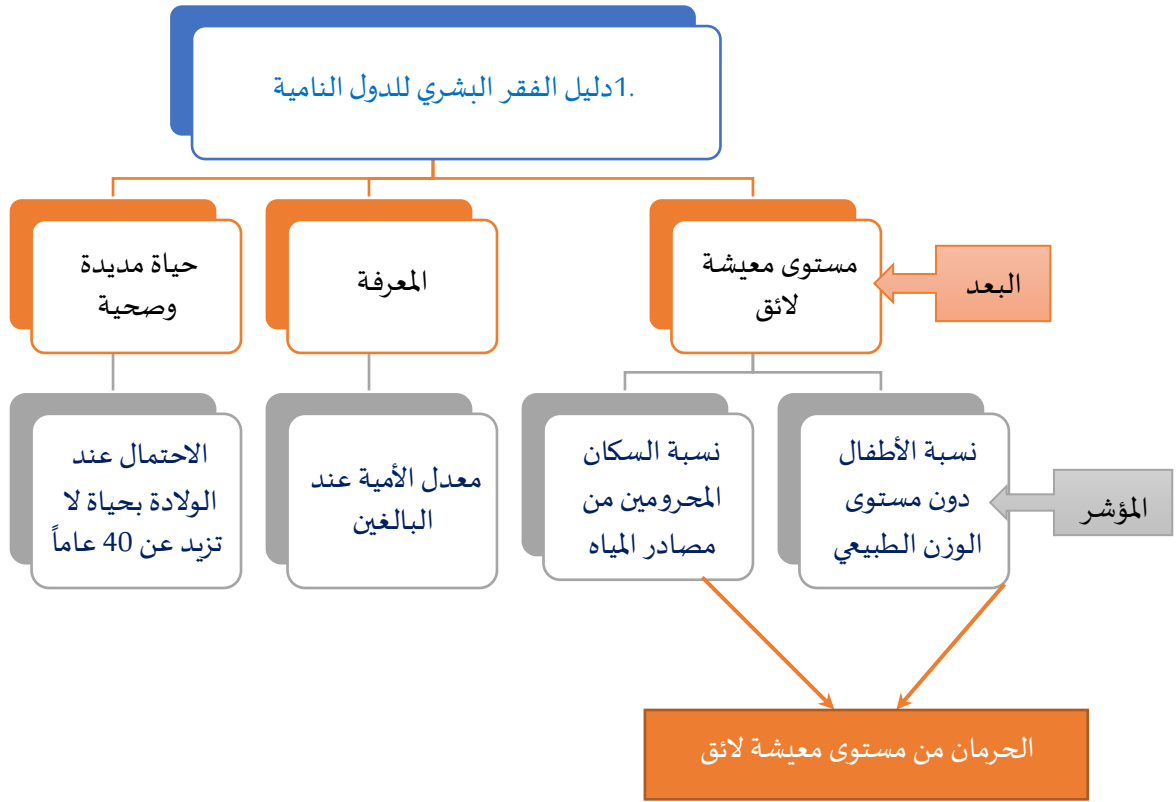 1.دليل الفقر البشري للدول النامية
البعد
مستوى معيشة
لائق
المعرفة
حياة مديدة
وصحية
المؤشر
نسبة الأطفال
دون مستوى
الوزن الطبيعي
نسبة السكان
المحرومين من
مصادر المياه
معدل الأمية عند
البالغين
الاحتمال عند
الولادة بحياة لا
تزيد عن 40 عاماً
الحرمان من مستوى معيشة لائق